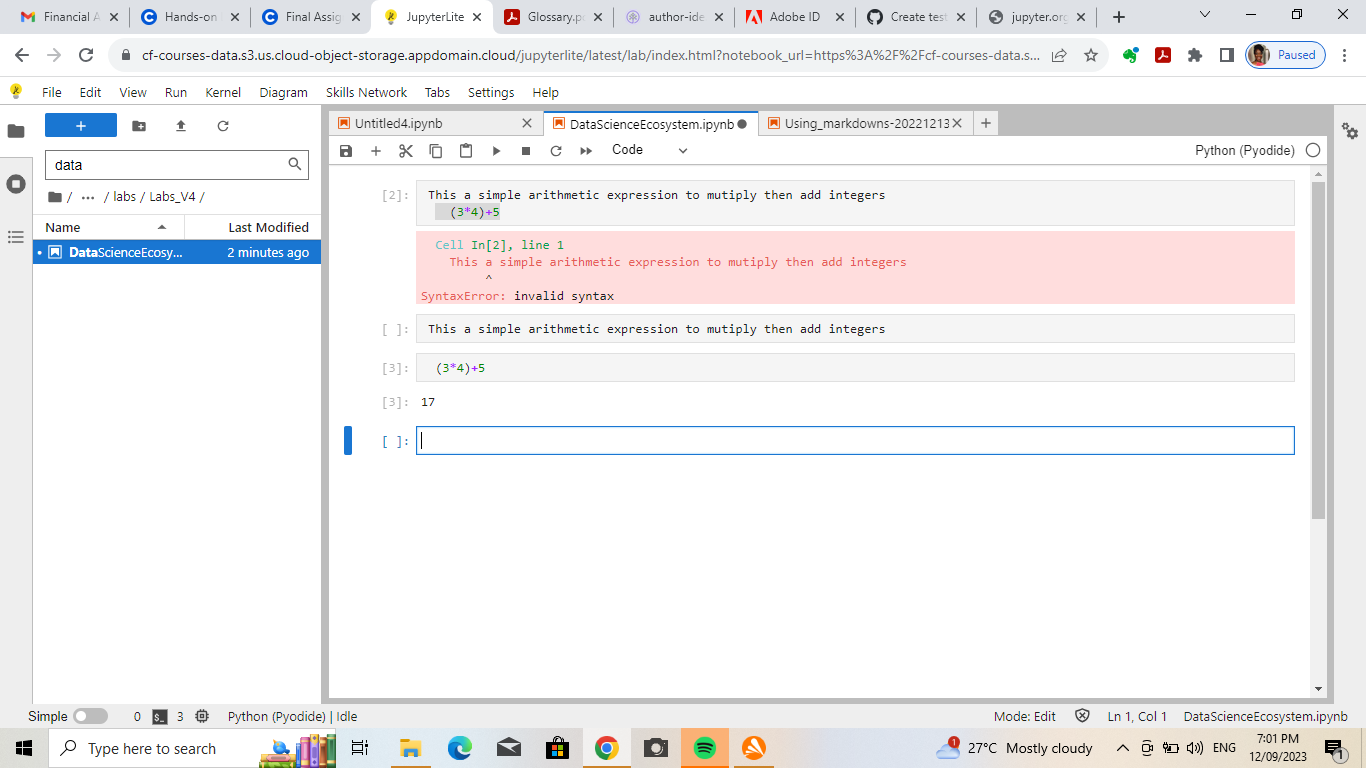 Financial A
Hands-on
Final Assig
JupyterLite
Glossary.p
author-ide
Adobe ID
Create test
jupyter.org
cf-courses-data.s3.us.cloud-object-storage.appdomain.cloud/jupyterlite/latest/lab/index.html?notebook_url=https%3A%2F%2Fcf-courses-data.s...
Paused
File Edit View Run Kernel Diagram Skills Network Tabs Settings Help
data
/ ... / labs / Labs_V4 /
Name Last Modified
DataScienceEcosy... 2 minutes ago
Untitled4.ipynb
DataScienceEcosystem.ipynb
Using_markdowns-20221213
Code
Python (Pyodide)
[2]: This a simple arithmetic expression to mutiply then add integers
(3*4)+5
Cell In[2], line 1
This a simple arithmetic expression to mutiply then add integers
^
SyntaxError: invalid syntax
[ ]: This a simple arithmetic expression to mutiply then add integers
[3]: (3*4)+5
[3]: 17
[ ]:
Simple 0 3 Python (Pyodide) | Idle
Mode: Edit Ln 1, Col 1 DataScienceEcosystem.ipynb
Type here to search
1
27°C Mostly cloudy
ENG
7:01 PM
12/09/2023
1